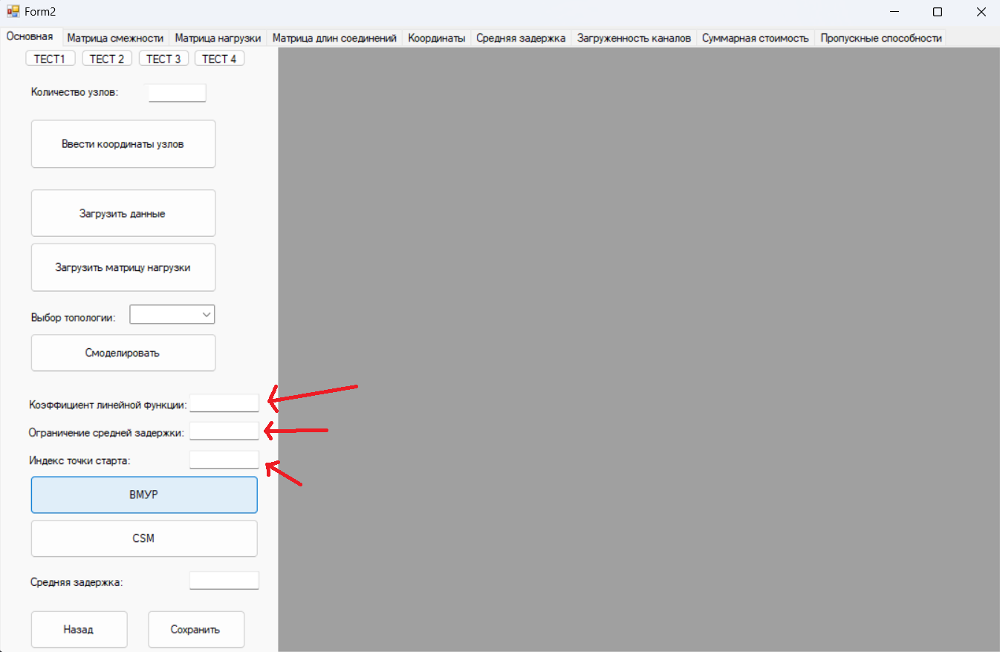 Form2
Основная Матрица смежности Матрица нагрузки Матрица длин соединений Координаты Средняя задержка Загруженность каналов Суммарная стоимость Пропускные способности
ТЕСТ1 ТЕСТ 2 ТЕСТ 3 ТЕСТ 4
Количество узлов:
Ввести координаты узлов
Загрузить данные
Загрузить матрицу нагрузки
Выбор топологии:
Смоделировать
Коэффициент линейной функции:
Ограничение средней задержки:
Индекс точки старта:
ВМУР
CSM
Средняя задержка:
Назад Сохранить